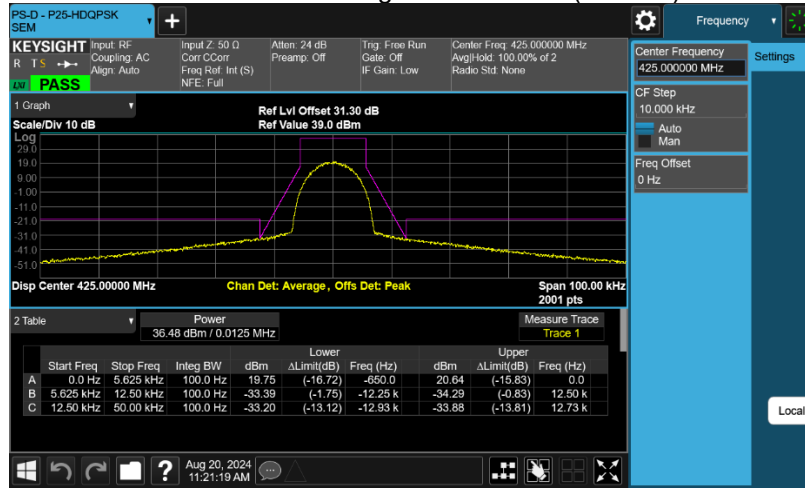 PS-D - P25-HDQPSK
SEM
Frequency
KEYSIGHT
R T S
LXI PASS
Input: RF
Coupling: AC
Align: Auto
Input Z: 50 Ω
Corr CCorr
Freq Ref: Int (S)
NFE: Full
Atten: 24 dB
Preamp: Off
Trig: Free Run
Gate: Off
IF Gain: Low
Center Freq: 425.000000 MHz
Avg|Hold: 100.00% of 2
Radio Std: None
Center Frequency
425.000000 MHz
Settings
CF Step
10.000 kHz
Auto
Man
Freq Offset
0 Hz
1 Graph
Scale/Div 10 dB
Ref Lvl Offset 31.30 dB
Ref Value 39.0 dBm
Log
29.0
19.0
9.00
-1.00
-11.0
-21.0
-31.0
-41.0
-51.0
Disp Center 425.00000 MHz
Chan Det: Average, Offs Det: Peak
Span 100.00 kHz
2001 pts
2 Table
Power
36.48 dBm / 0.0125 MHz
Measure Trace
Trace 1
Lower Upper
Start Freq Stop Freq Integ BW dBm ΔLimit(dB) Freq (Hz) dBm ΔLimit(dB) Freq (Hz)
A 0.0 Hz 5.625 kHz 100.0 Hz 19.75 (-16.72) -650.0 20.64 (-15.83) 0.0
B 5.625 kHz 12.50 kHz 100.0 Hz -33.39 (-1.75) -12.25 k -34.29 (-0.83) 12.50 k
C 12.50 kHz 50.00 kHz 100.0 Hz -33.20 (-13.12) -12.93 k -33.88 (-13.81) 12.73 k
Local
?
Aug 20, 2024
11:21:19 AM